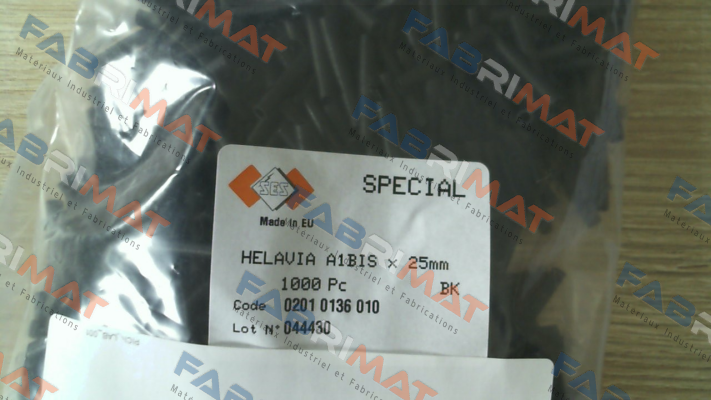 SES
SPECIAL
Made in EU
HELAVIA A1BIS x 25mm
1000 Pc BK
Code 0201 0136 010
Lot N° 044430
FABRIMAT
Materiaux Industriel et Fabrications